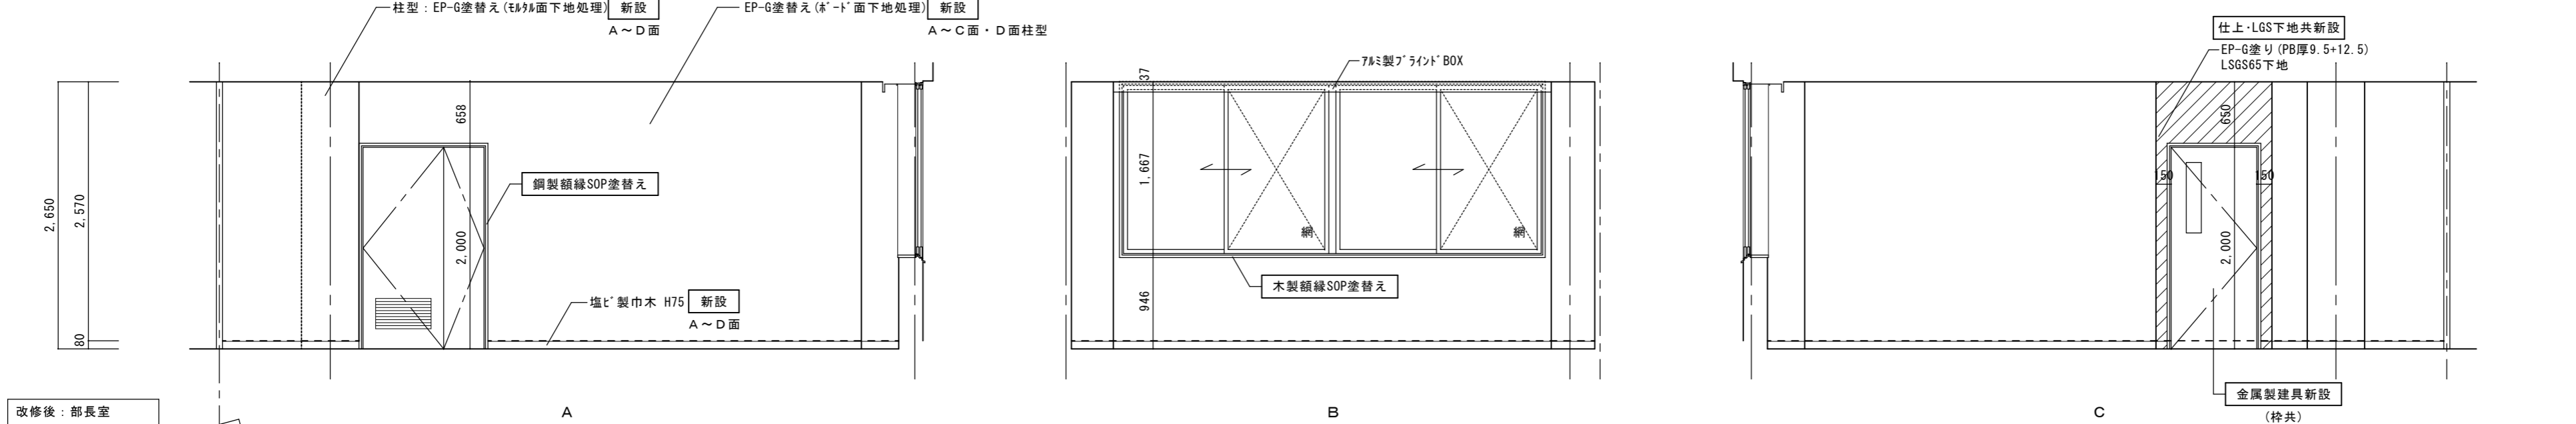 柱型：EP-G塗替え(ﾓﾙﾀﾙ面下地処理) 新設
A～D面
EP-G塗替え(ﾎﾞｰﾄﾞ面下地処理) 新設
A～C面・D面柱型
仕上・LGS下地共新設
EP-G塗り(PB厚9.5+12.5)
LSGS65下地
ｱﾙﾐ製ﾌﾞﾗｲﾝﾄﾞBOX
37
658
650
1,667
150
150
鋼製額縁SOP塗替え
2,650
2,570
網
網
2,000
2,000
木製額縁SOP塗替え
塩ﾋﾞ製巾木 H75 新設
A～D面
946
80
金属製建具新設
(枠共)
改修後：部長室
A
B
C